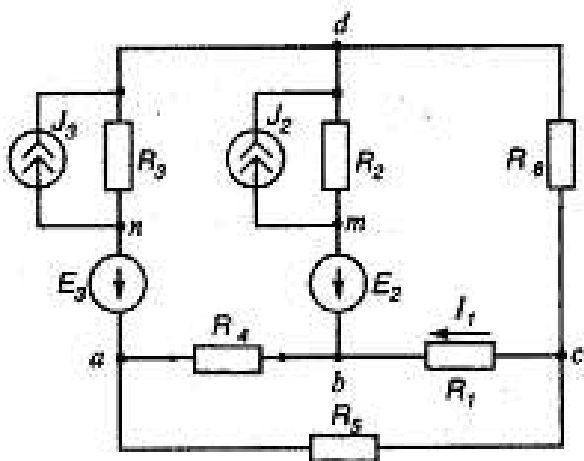 d
J₃
R₃
J₂
R₂
R₆
n
m
E₃
E₂
a
R₄
b
I₁
R₁
c
R₅